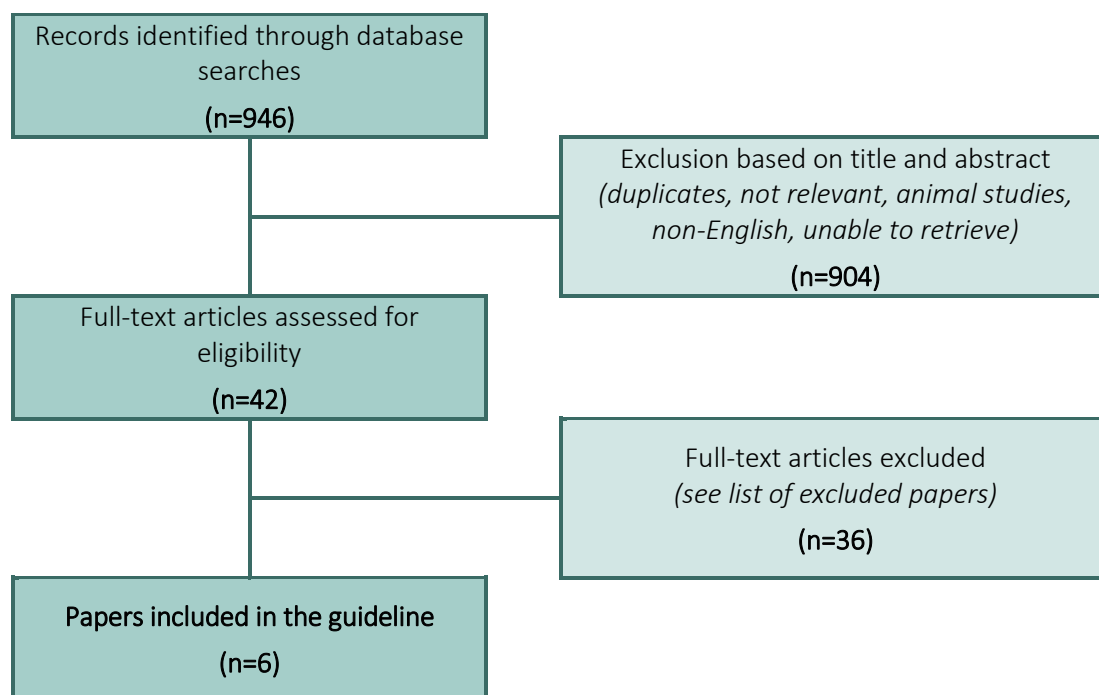 Records identified through database
searches
(n=946)
Exclusion based on title and abstract
(duplicates, not relevant, animal studies,
non-English, unable to retrieve)
(n=904)
Full-text articles assessed for
eligibility
(n=42)
Full-text articles excluded
(see list of excluded papers)
(n=36)
Papers included in the guideline
(n=6)